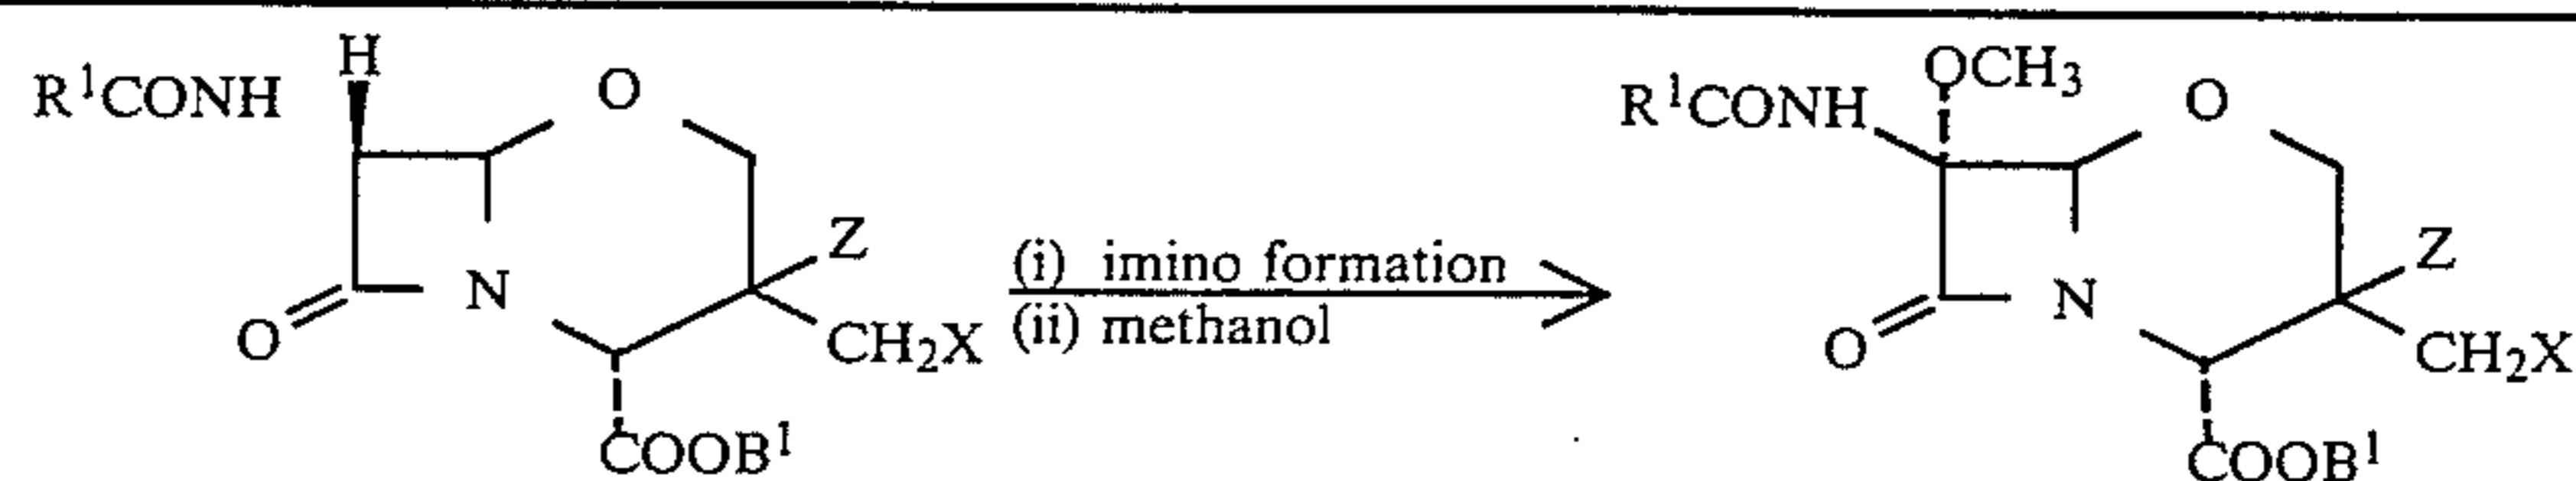 H
R¹CONH
O
O
N
Z
CH₂X
COOB¹
(i) imino formation
(ii) methanol
R¹CONH
OCH₃
O
O
N
Z
CH₂X
COOB¹